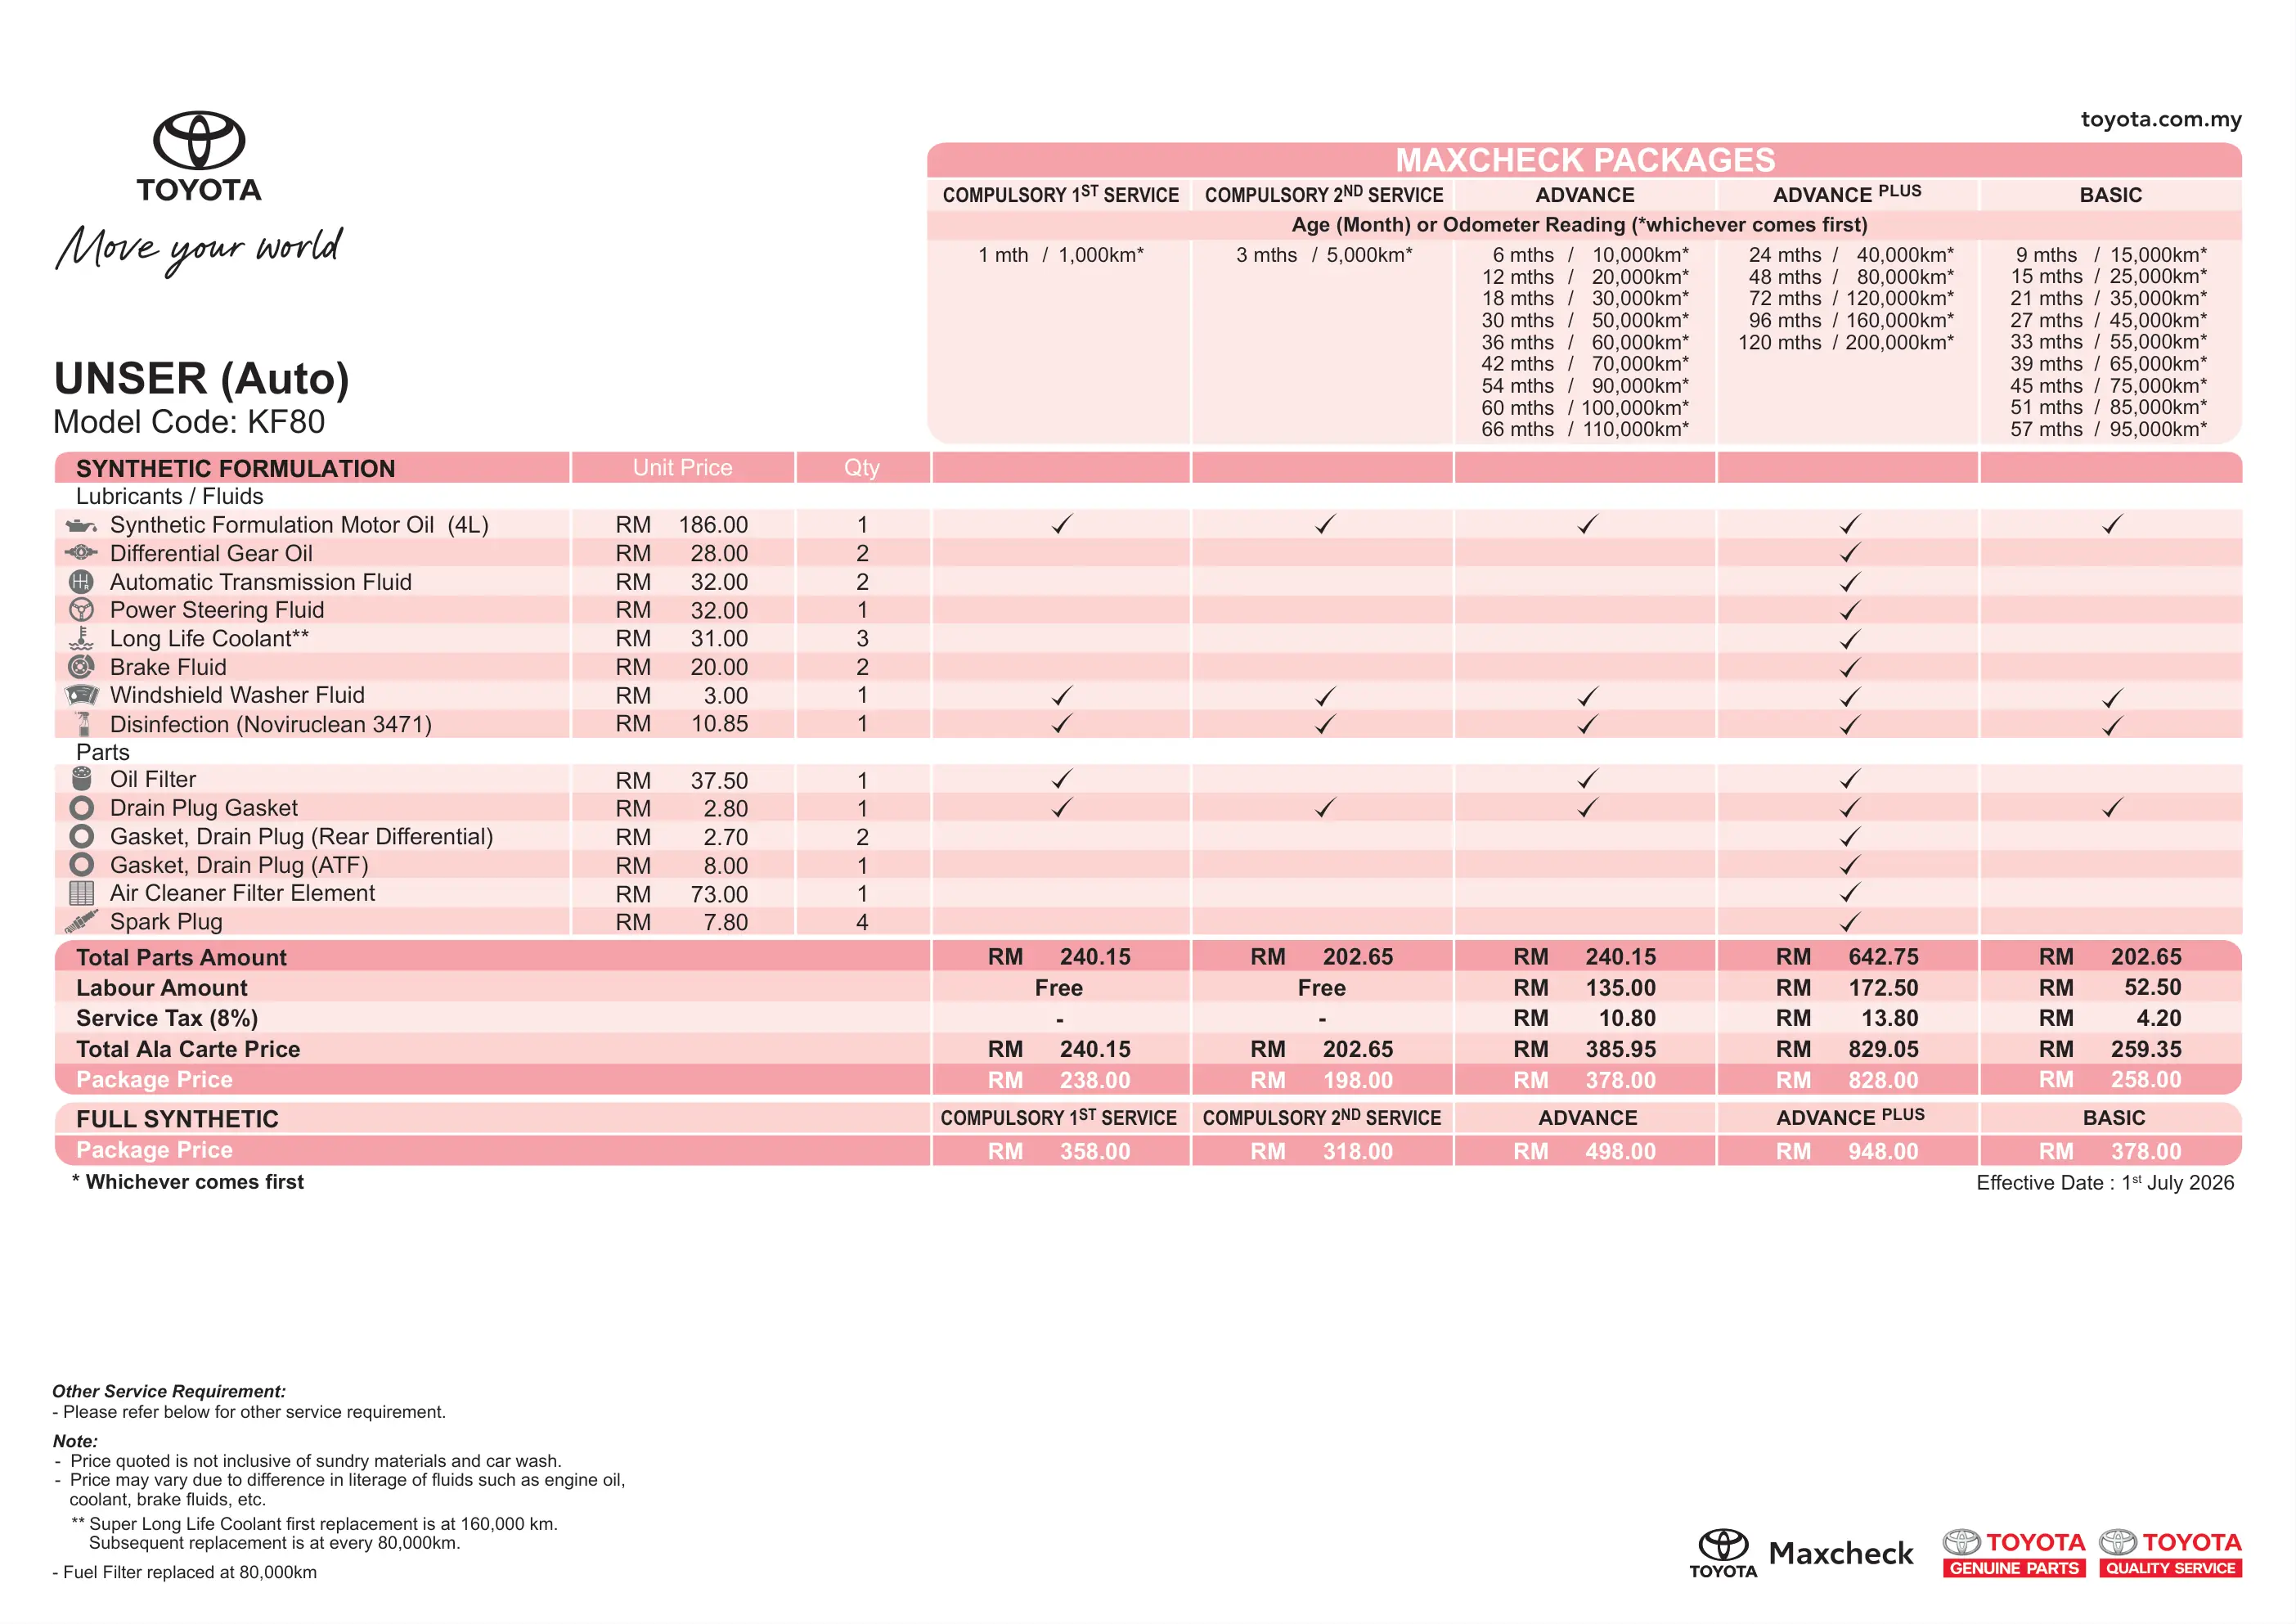 TOYOTA
Move your world
toyota.com.my
MAXCHECK PACKAGES
COMPULSORY 1ST SERVICE COMPULSORY 2ND SERVICE ADVANCE ADVANCE PLUS BASIC
Age (Month) or Odometer Reading (*whichever comes first)
1 mth / 1,000km* 3 mths / 5,000km* 6 mths / 10,000km* 24 mths / 40,000km* 9 mths / 15,000km*
12 mths / 20,000km* 48 mths / 80,000km* 15 mths / 25,000km*
18 mths / 30,000km* 72 mths / 120,000km* 21 mths / 35,000km*
30 mths / 50,000km* 96 mths / 160,000km* 27 mths / 45,000km*
36 mths / 60,000km* 120 mths / 200,000km* 33 mths / 55,000km*
42 mths / 70,000km* 39 mths / 65,000km*
54 mths / 90,000km* 45 mths / 75,000km*
60 mths / 100,000km* 51 mths / 85,000km*
66 mths / 110,000km* 57 mths / 95,000km*
UNSER (Auto)
Model Code: KF80
SYNTHETIC FORMULATION Unit Price Qty
Lubricants / Fluids
Synthetic Formulation Motor Oil (4L) RM 186.00 1 ✓ ✓ ✓ ✓ ✓
Differential Gear Oil RM 28.00 2 ✓
Automatic Transmission Fluid RM 32.00 2 ✓
Power Steering Fluid RM 32.00 1 ✓
Long Life Coolant** RM 31.00 3 ✓
Brake Fluid RM 20.00 2 ✓
Windshield Washer Fluid RM 3.00 1 ✓ ✓ ✓ ✓ ✓
Disinfection (Noviruclean 3471) RM 10.85 1 ✓ ✓ ✓ ✓ ✓
Parts
Oil Filter RM 37.50 1 ✓ ✓ ✓
Drain Plug Gasket RM 2.80 1 ✓ ✓ ✓ ✓ ✓
Gasket, Drain Plug (Rear Differential) RM 2.70 2 ✓
Gasket, Drain Plug (ATF) RM 8.00 1 ✓
Air Cleaner Filter Element RM 73.00 1 ✓
Spark Plug RM 7.80 4 ✓
Total Parts Amount RM 240.15 RM 202.65 RM 240.15 RM 642.75 RM 202.65
Labour Amount Free Free RM 135.00 RM 172.50 RM 52.50
Service Tax (8%) - - RM 10.80 RM 13.80 RM 4.20
Total Ala Carte Price RM 240.15 RM 202.65 RM 385.95 RM 829.05 RM 259.35
Package Price RM 238.00 RM 198.00 RM 378.00 RM 828.00 RM 258.00
FULL SYNTHETIC COMPULSORY 1ST SERVICE COMPULSORY 2ND SERVICE ADVANCE ADVANCE PLUS BASIC
Package Price RM 358.00 RM 318.00 RM 498.00 RM 948.00 RM 378.00
* Whichever comes first Effective Date : 1st July 2026
Other Service Requirement:
- Please refer below for other service requirement.
Note:
- Price quoted is not inclusive of sundry materials and car wash.
- Price may vary due to difference in literage of fluids such as engine oil,
coolant, brake fluids, etc.
** Super Long Life Coolant first replacement is at 160,000 km.
Subsequent replacement is at every 80,000km.
- Fuel Filter replaced at 80,000km
TOYOTA Maxcheck
TOYOTA GENUINE PARTS
TOYOTA QUALITY SERVICE